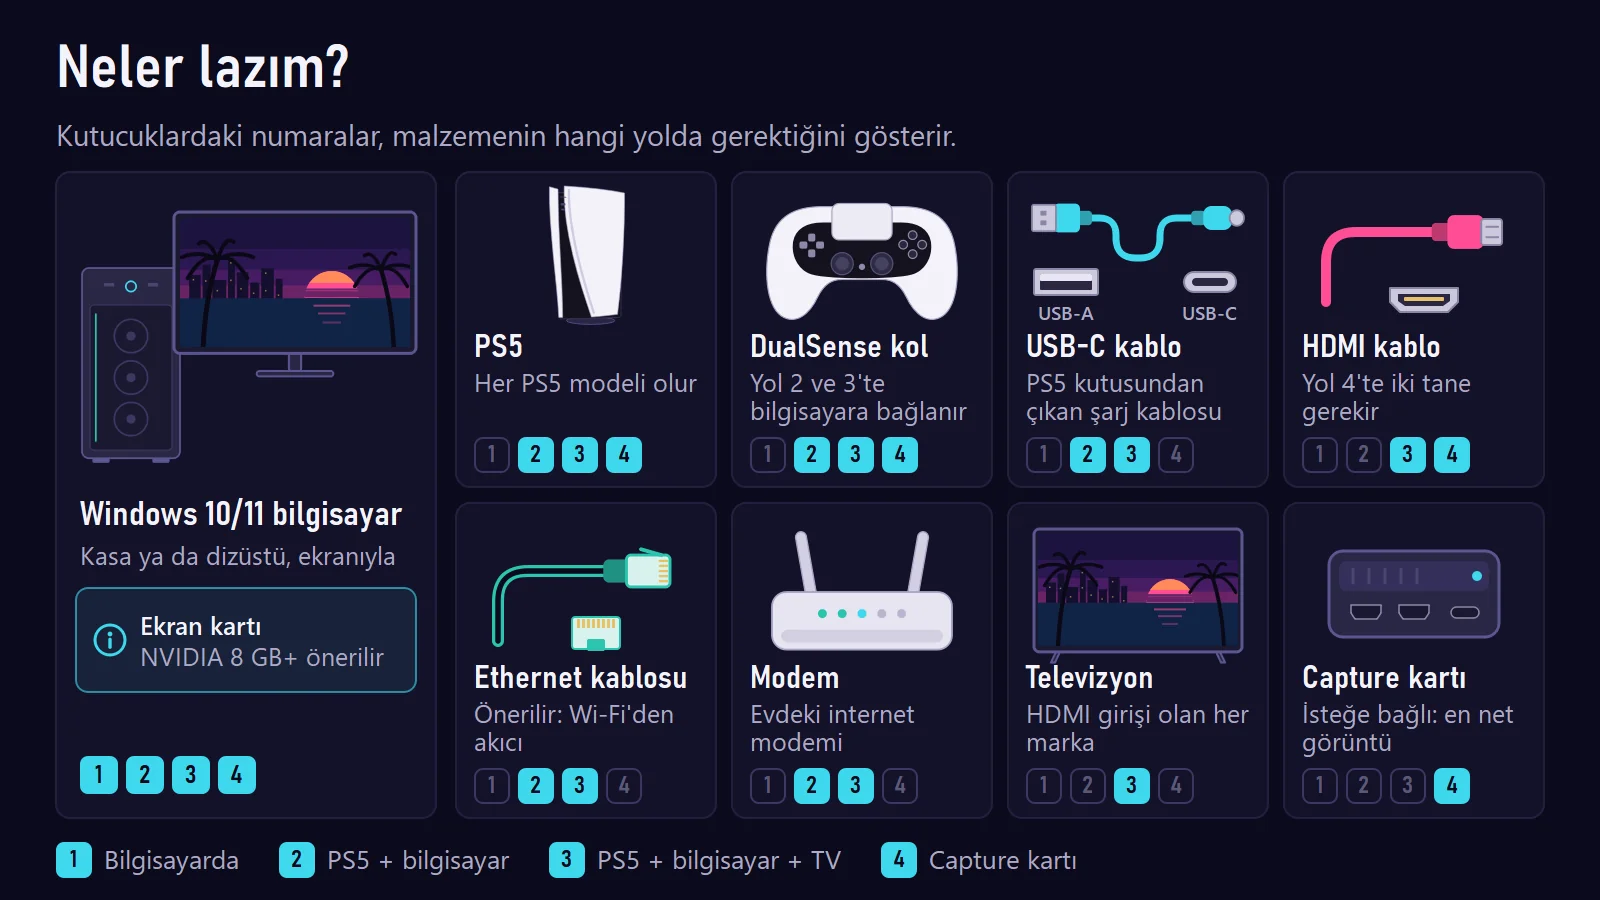 Neler lazım?
Kutucuklardaki numaralar, malzemenin hangi yolda gerektiğini gösterir.
Windows 10/11 bilgisayar
Kasa ya da dizüstü, ekranıyla
Ekran kartı
NVIDIA 8 GB+ önerilir
1 2 3 4
PS5
Her PS5 modeli olur
1 2 3 4
DualSense kol
Yol 2 ve 3'te
bilgisayara bağlanır
1 2 3 4
USB-A USB-C
USB-C kablo
PS5 kutusundan
çıkan şarj kablosu
1 2 3 4
HDMI kablo
Yol 4'te iki tane
gerekir
1 2 3 4
Ethernet kablosu
Önerilir: Wi-Fi'den
akıcı
1 2 3 4
Modem
Evdeki internet
modemi
1 2 3 4
Televizyon
HDMI girişi olan her
marka
1 2 3 4
Capture kartı
İsteğe bağlı: en net
görüntü
1 2 3 4
1 Bilgisayarda 2 PS5 + bilgisayar 3 PS5 + bilgisayar + TV 4 Capture kartı